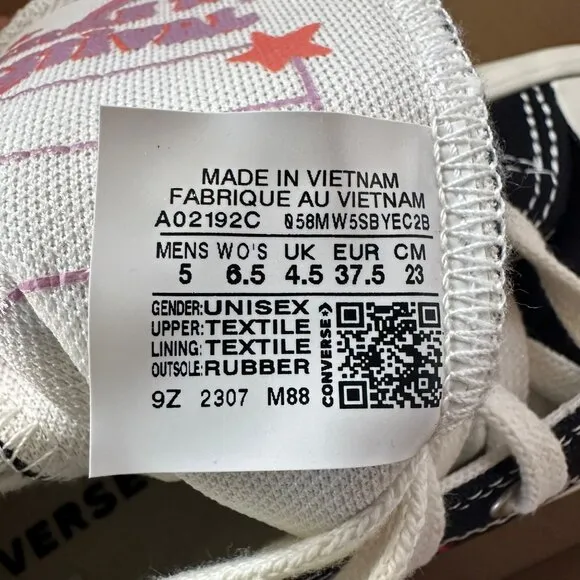 MADE IN VIETNAM
FABRIQUE AU VIETNAM
A02192C 058MW5SBYEC2B
MENS WO'S UK EUR CM
5 6.5 4.5 37.5 23
GENDER: UNISEX
UPPER: TEXTILE
LINING: TEXTILE
OUTSOLE: RUBBER
CONVERSE
9Z 2307 M88
VERSE